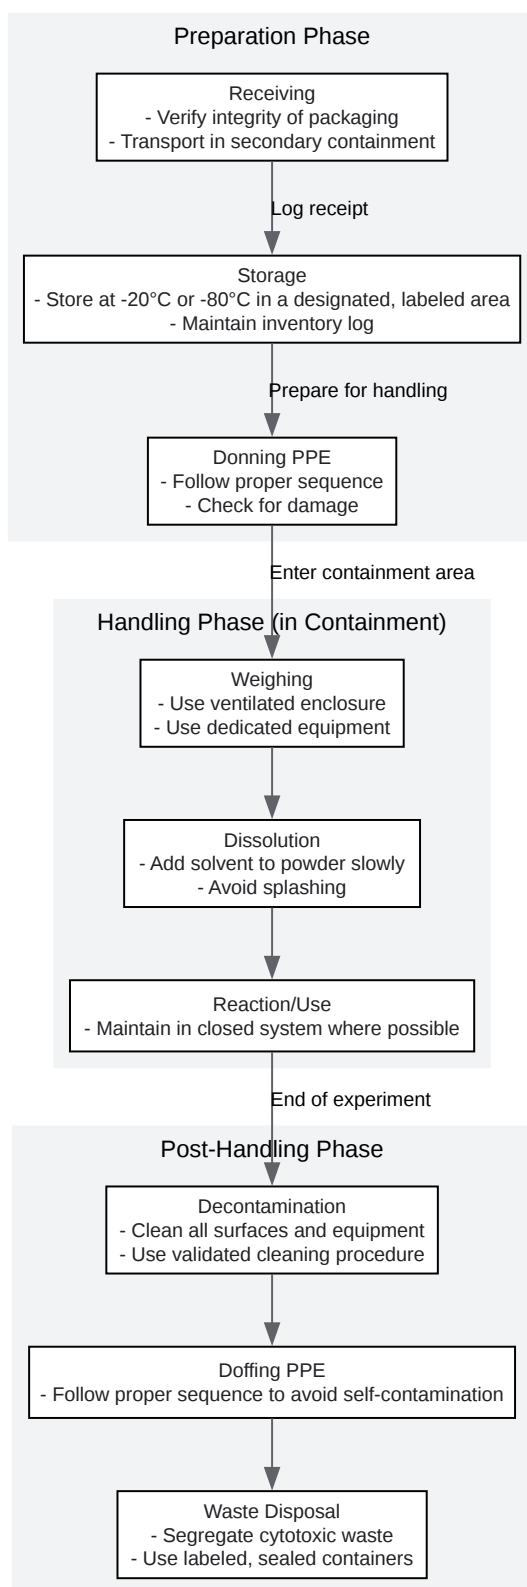 Preparation Phase
Receiving
- Verify integrity of packaging
- Transport in secondary containment
Log receipt
Storage
- Store at -20°C or -80°C in a designated, labeled area
- Maintain inventory log
Prepare for handling
Donning PPE
- Follow proper sequence
- Check for damage
Enter containment area
Handling Phase (in Containment)
Weighing
- Use ventilated enclosure
- Use dedicated equipment
Dissolution
- Add solvent to powder slowly
- Avoid splashing
Reaction/Use
- Maintain in closed system where possible
End of experiment
Post-Handling Phase
Decontamination
- Clean all surfaces and equipment
- Use validated cleaning procedure
Doffing PPE
- Follow proper sequence to avoid self-contamination
Waste Disposal
- Segregate cytotoxic waste
- Use labeled, sealed containers